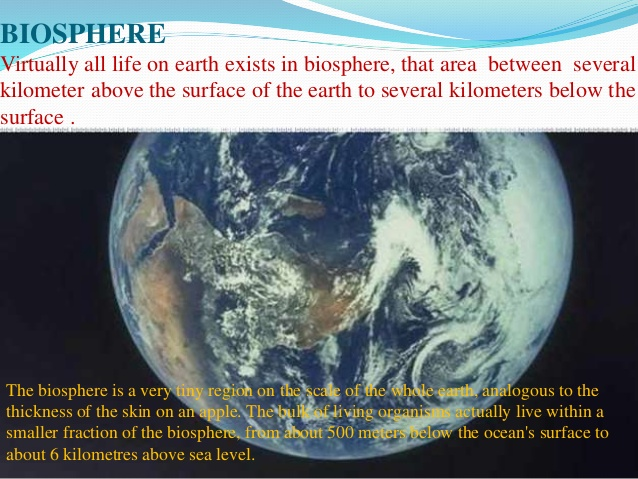 BIOSPHERE
Virtually all life on earth exists in biosphere, that area between several
kilometer above the surface of the earth to several kilometers below the
surface .
The biosphere is a very tiny region on the scale of the whole earth, analogous to the
thickness of the skin on an apple. The bulk of living organisms actually live within a
smaller fraction of the biosphere, from about 500 meters below the ocean's surface to
about 6 kilometres above sea level.